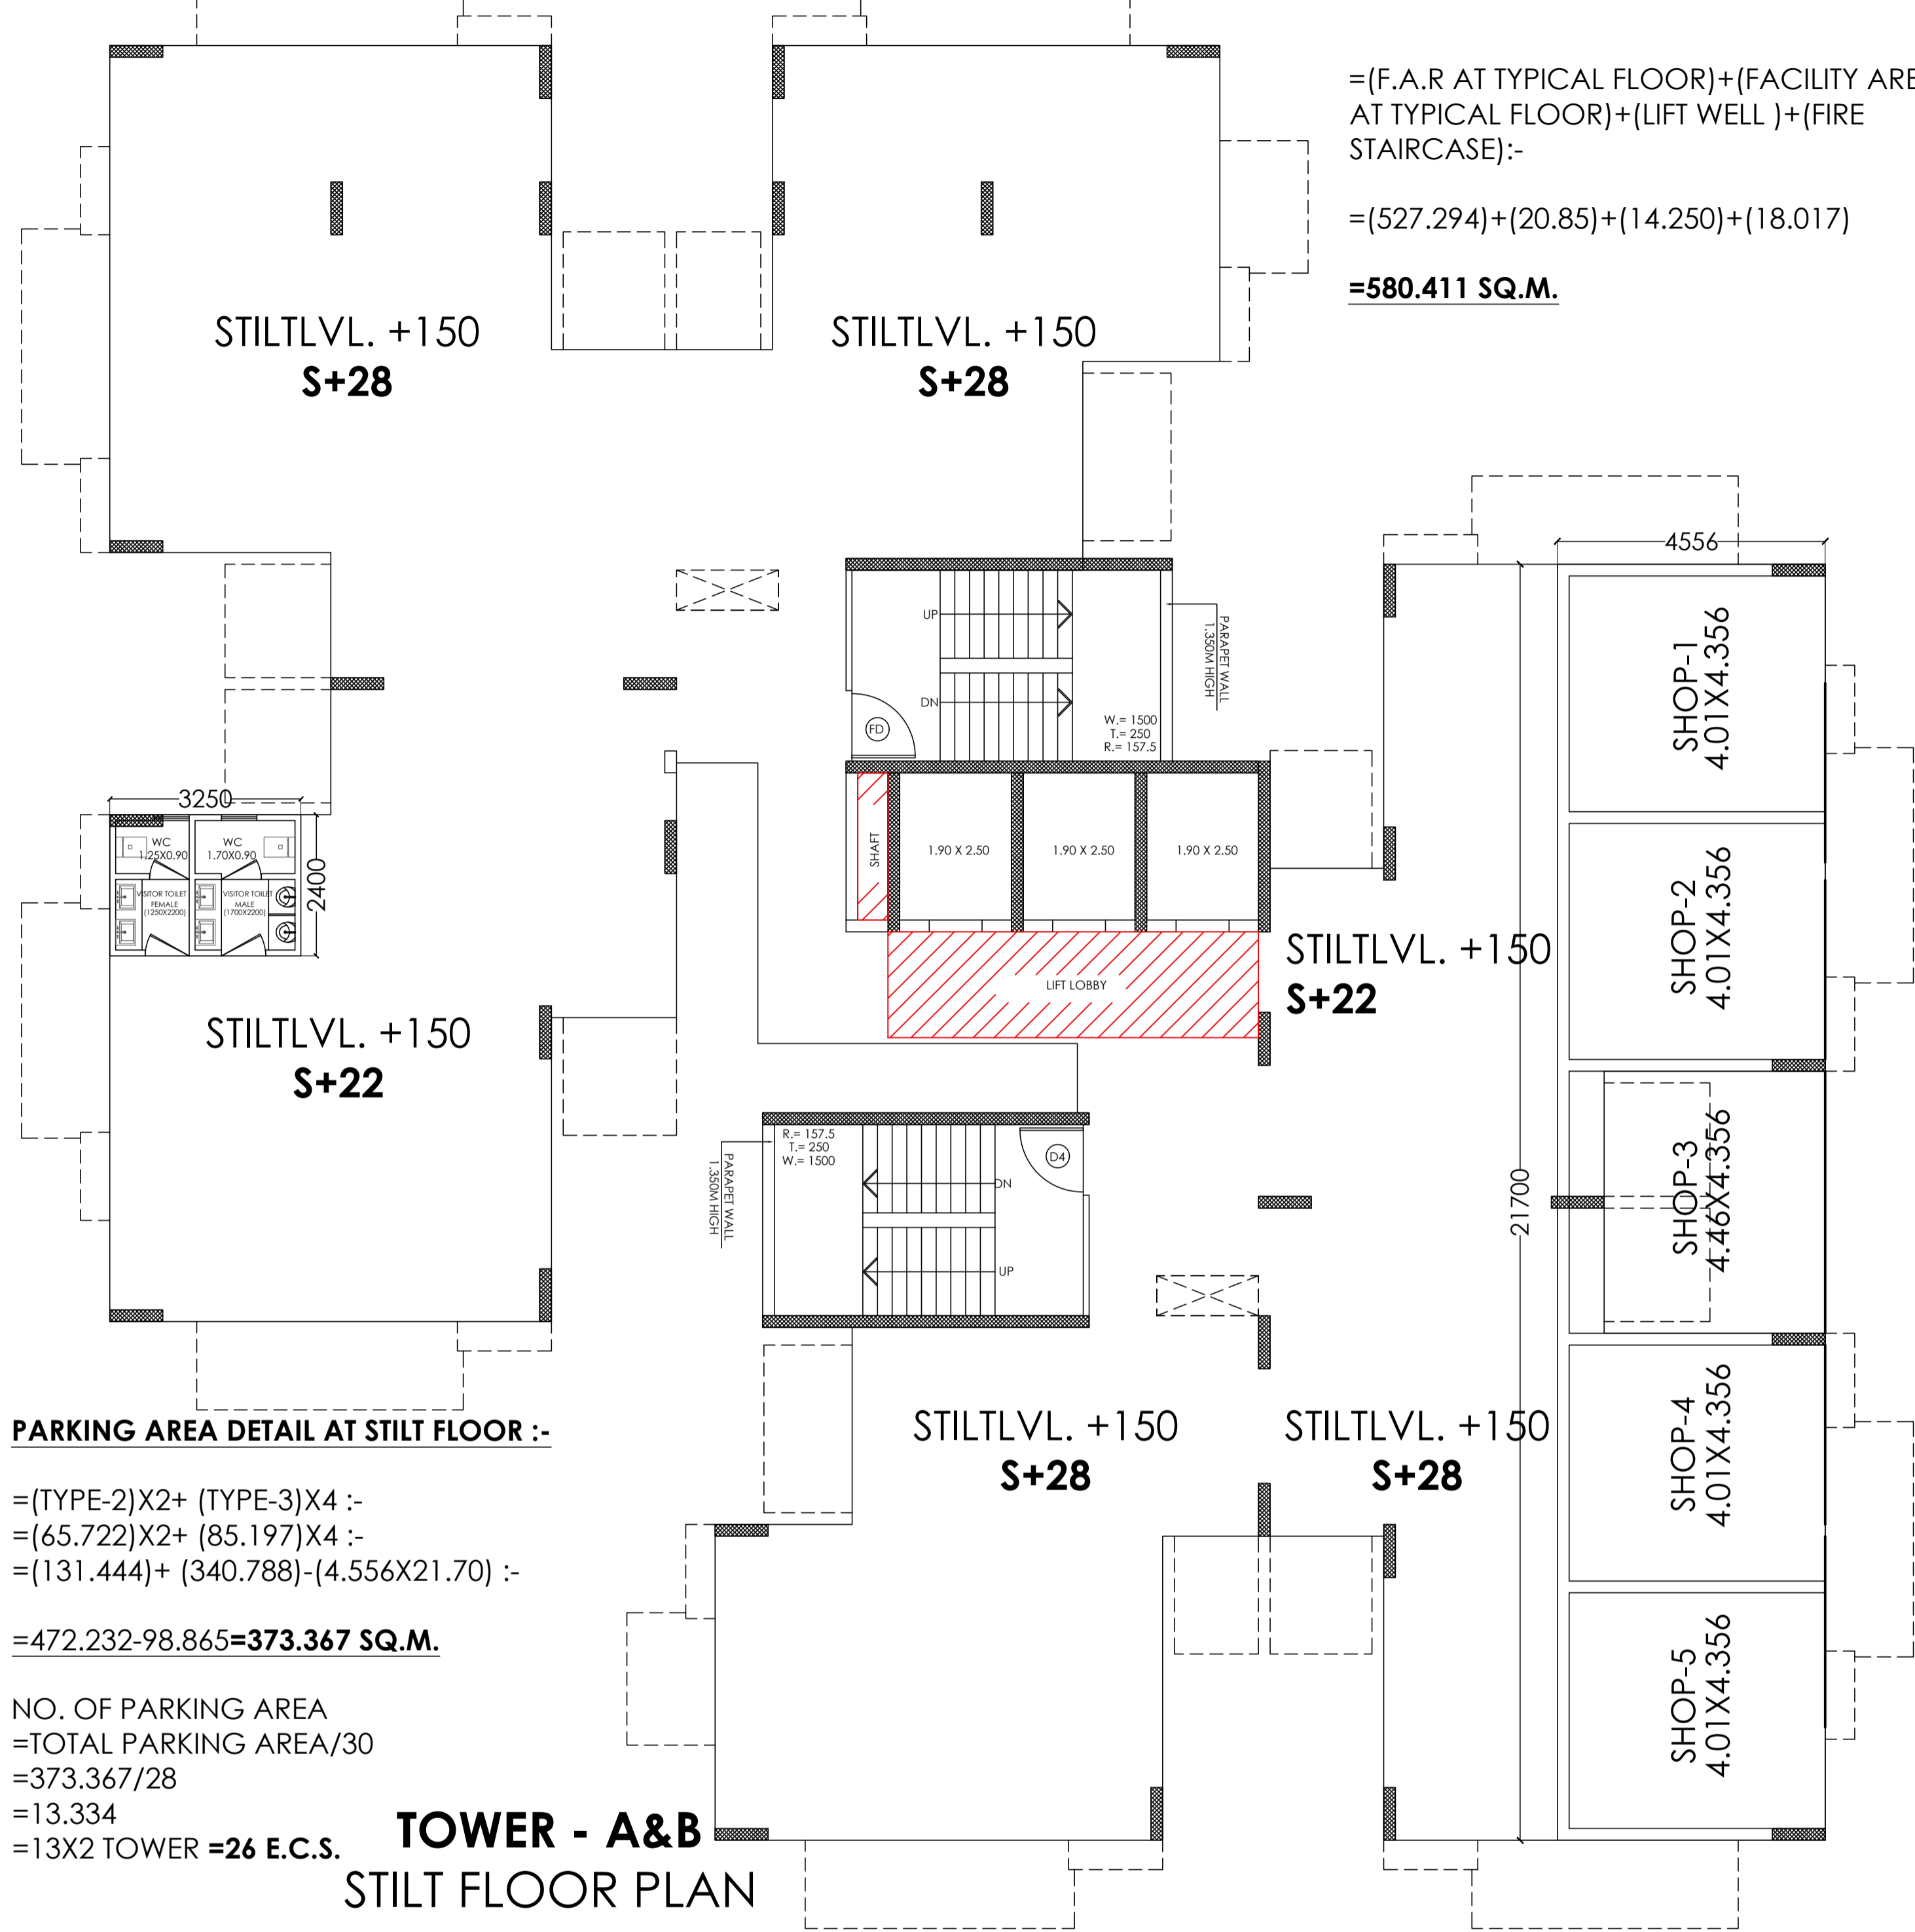 =(F.A.R AT TYPICAL FLOOR)+(FACILITY ARE
AT TYPICAL FLOOR)+(LIFT WELL )+(FIRE
STAIRCASE):-
=(527.294)+(20.85)+(14.250)+(18.017)
=580.411 SQ.M.
STILTLVL. +150
S+28
STILTLVL. +150
S+28
4556
UP
DN
FD
W.= 1500
T.= 250
R.= 157.5
PARAPET WALL
1.350M HIGH
SHOP-1
4.01X4.356
3250
WC
1.25X0.90
WC
1.70X0.90
VISITOR TOILET
FEMALE
(1250X2200)
VISITOR TOILET
MALE
(1700X2200)
2400
SHAFT
1.90 X 2.50
1.90 X 2.50
1.90 X 2.50
LIFT LOBBY
SHOP-2
4.01X4.356
STILTLVL. +150
S+22
STILTLVL. +150
S+22
R.= 157.5
T.= 250
W.= 1500
PARAPET WALL
1.350M HIGH
D4
DN
UP
21700
SHOP-3
4.46X4.356
STILTLVL. +150
S+28
STILTLVL. +150
S+28
SHOP-4
4.01X4.356
SHOP-5
4.01X4.356
PARKING AREA DETAIL AT STILT FLOOR :-
=(TYPE-2)X2+ (TYPE-3)X4 :-
=(65.722)X2+ (85.197)X4 :-
=(131.444)+ (340.788)-(4.556X21.70) :-
=472.232-98.865=373.367 SQ.M.
NO. OF PARKING AREA
=TOTAL PARKING AREA/30
=373.367/28
=13.334
=13X2 TOWER =26 E.C.S.
TOWER - A&B
STILT FLOOR PLAN